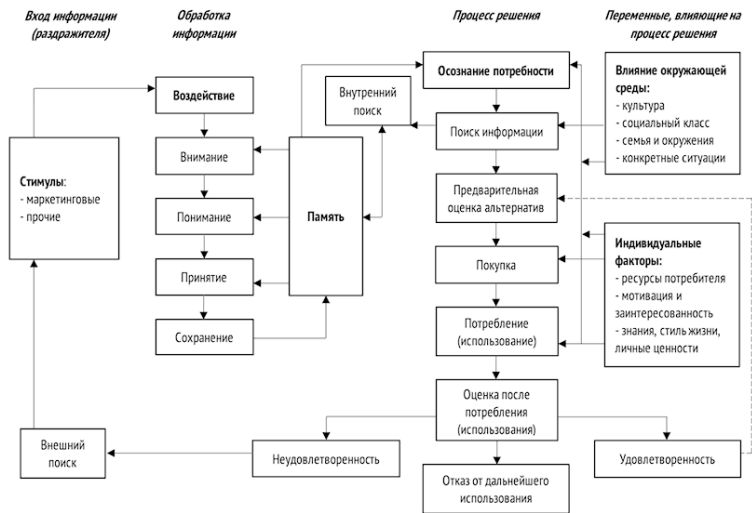 Вход информации
(раздражителя)
Обработка
информации
Процесс решения
Переменные, влияющие на
процесс решения
Воздействие
Внимание
Понимание
Принятие
Сохранение
Стимулы:
- маркетинговые
- прочие
Память
Внутренний
поиск
Осознание потребности
Поиск информации
Предварительная
оценка альтернатив
Покупка
Потребление
(использование)
Оценка после
потребления
(использования)
Влияние окружающей
среды:
- культура
- социальный класс
- семья и окружения
- конкретные ситуации
Индивидуальные
факторы:
- ресурсы потребителя
- мотивация и
заинтересованность
- знания, стиль жизни,
личные ценности
Внешний
поиск
Неудовлетворенность
Удовлетворенность
Отказ от дальнейшего
использования